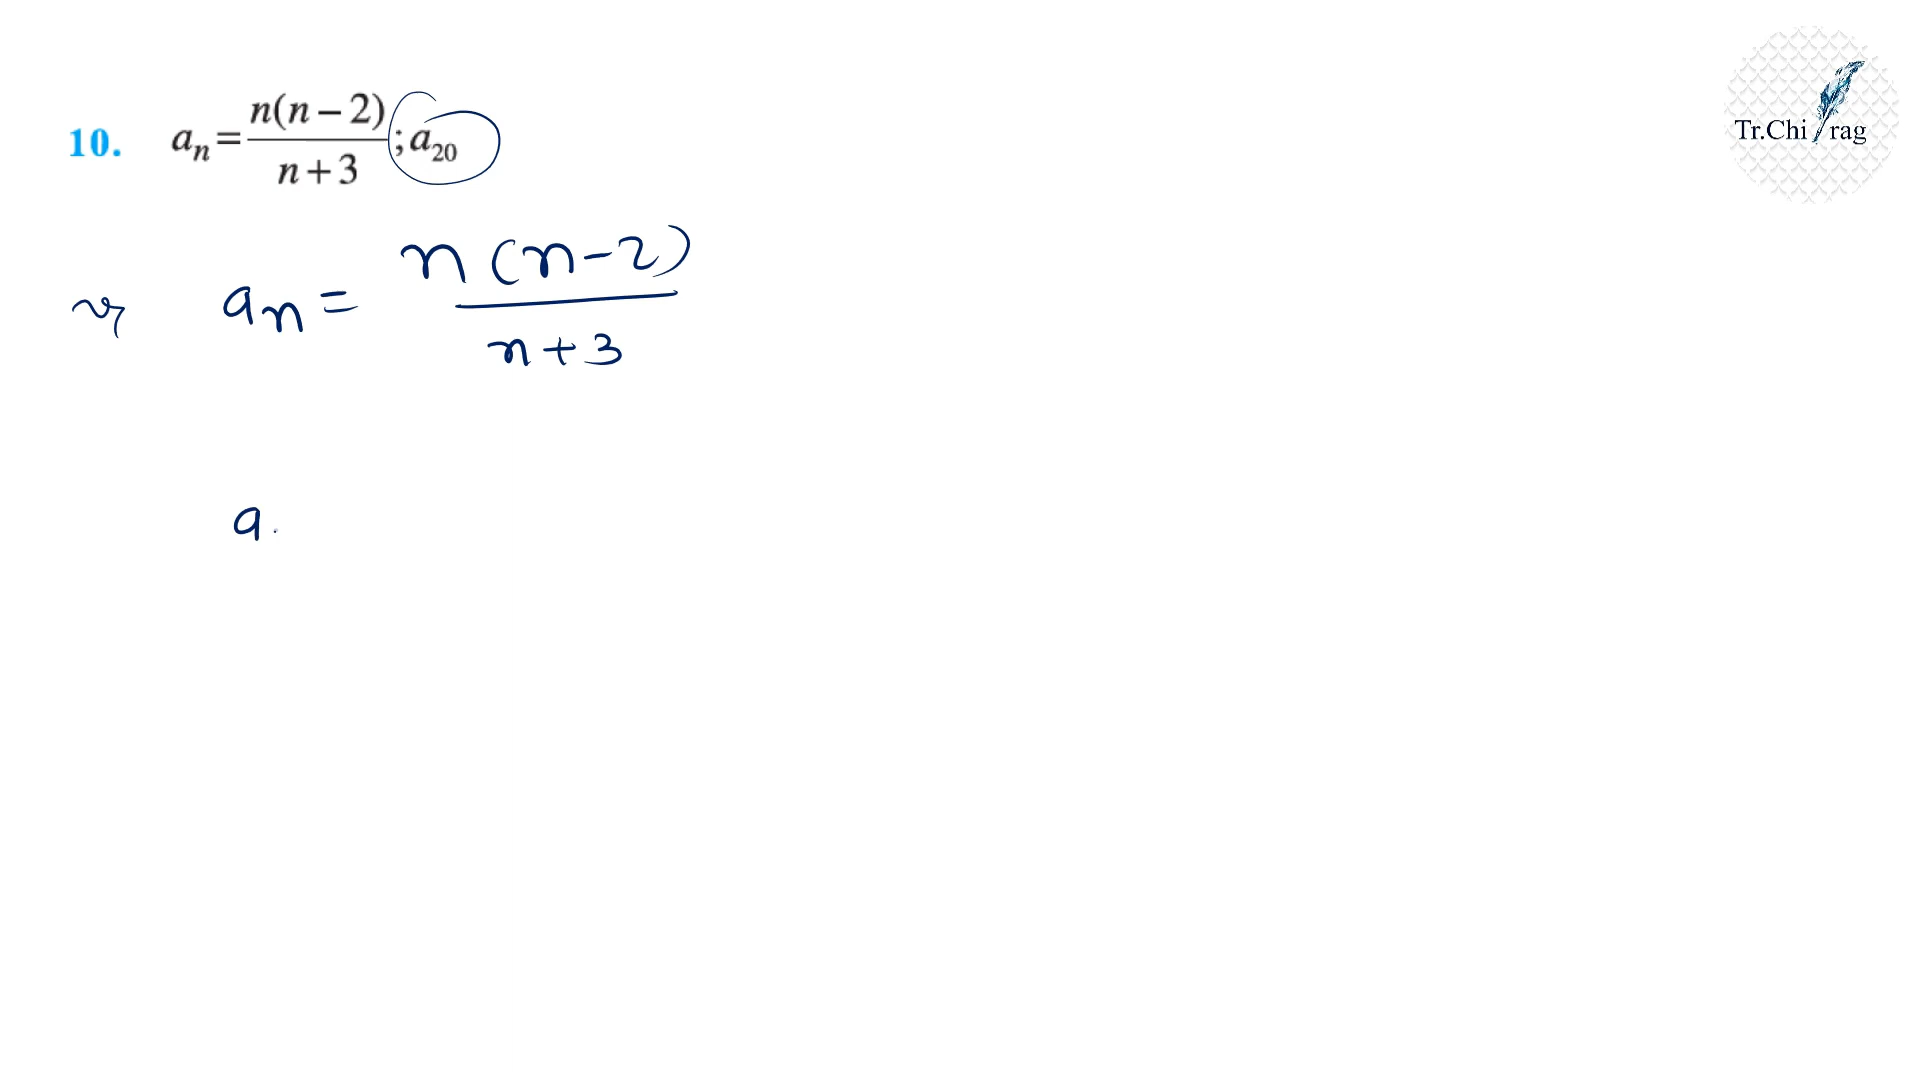 10. aₙ = n(n − 2) / n + 3 ; a₂₀
Tr.Chirag
aₙ = n(n-2) / n+3
a